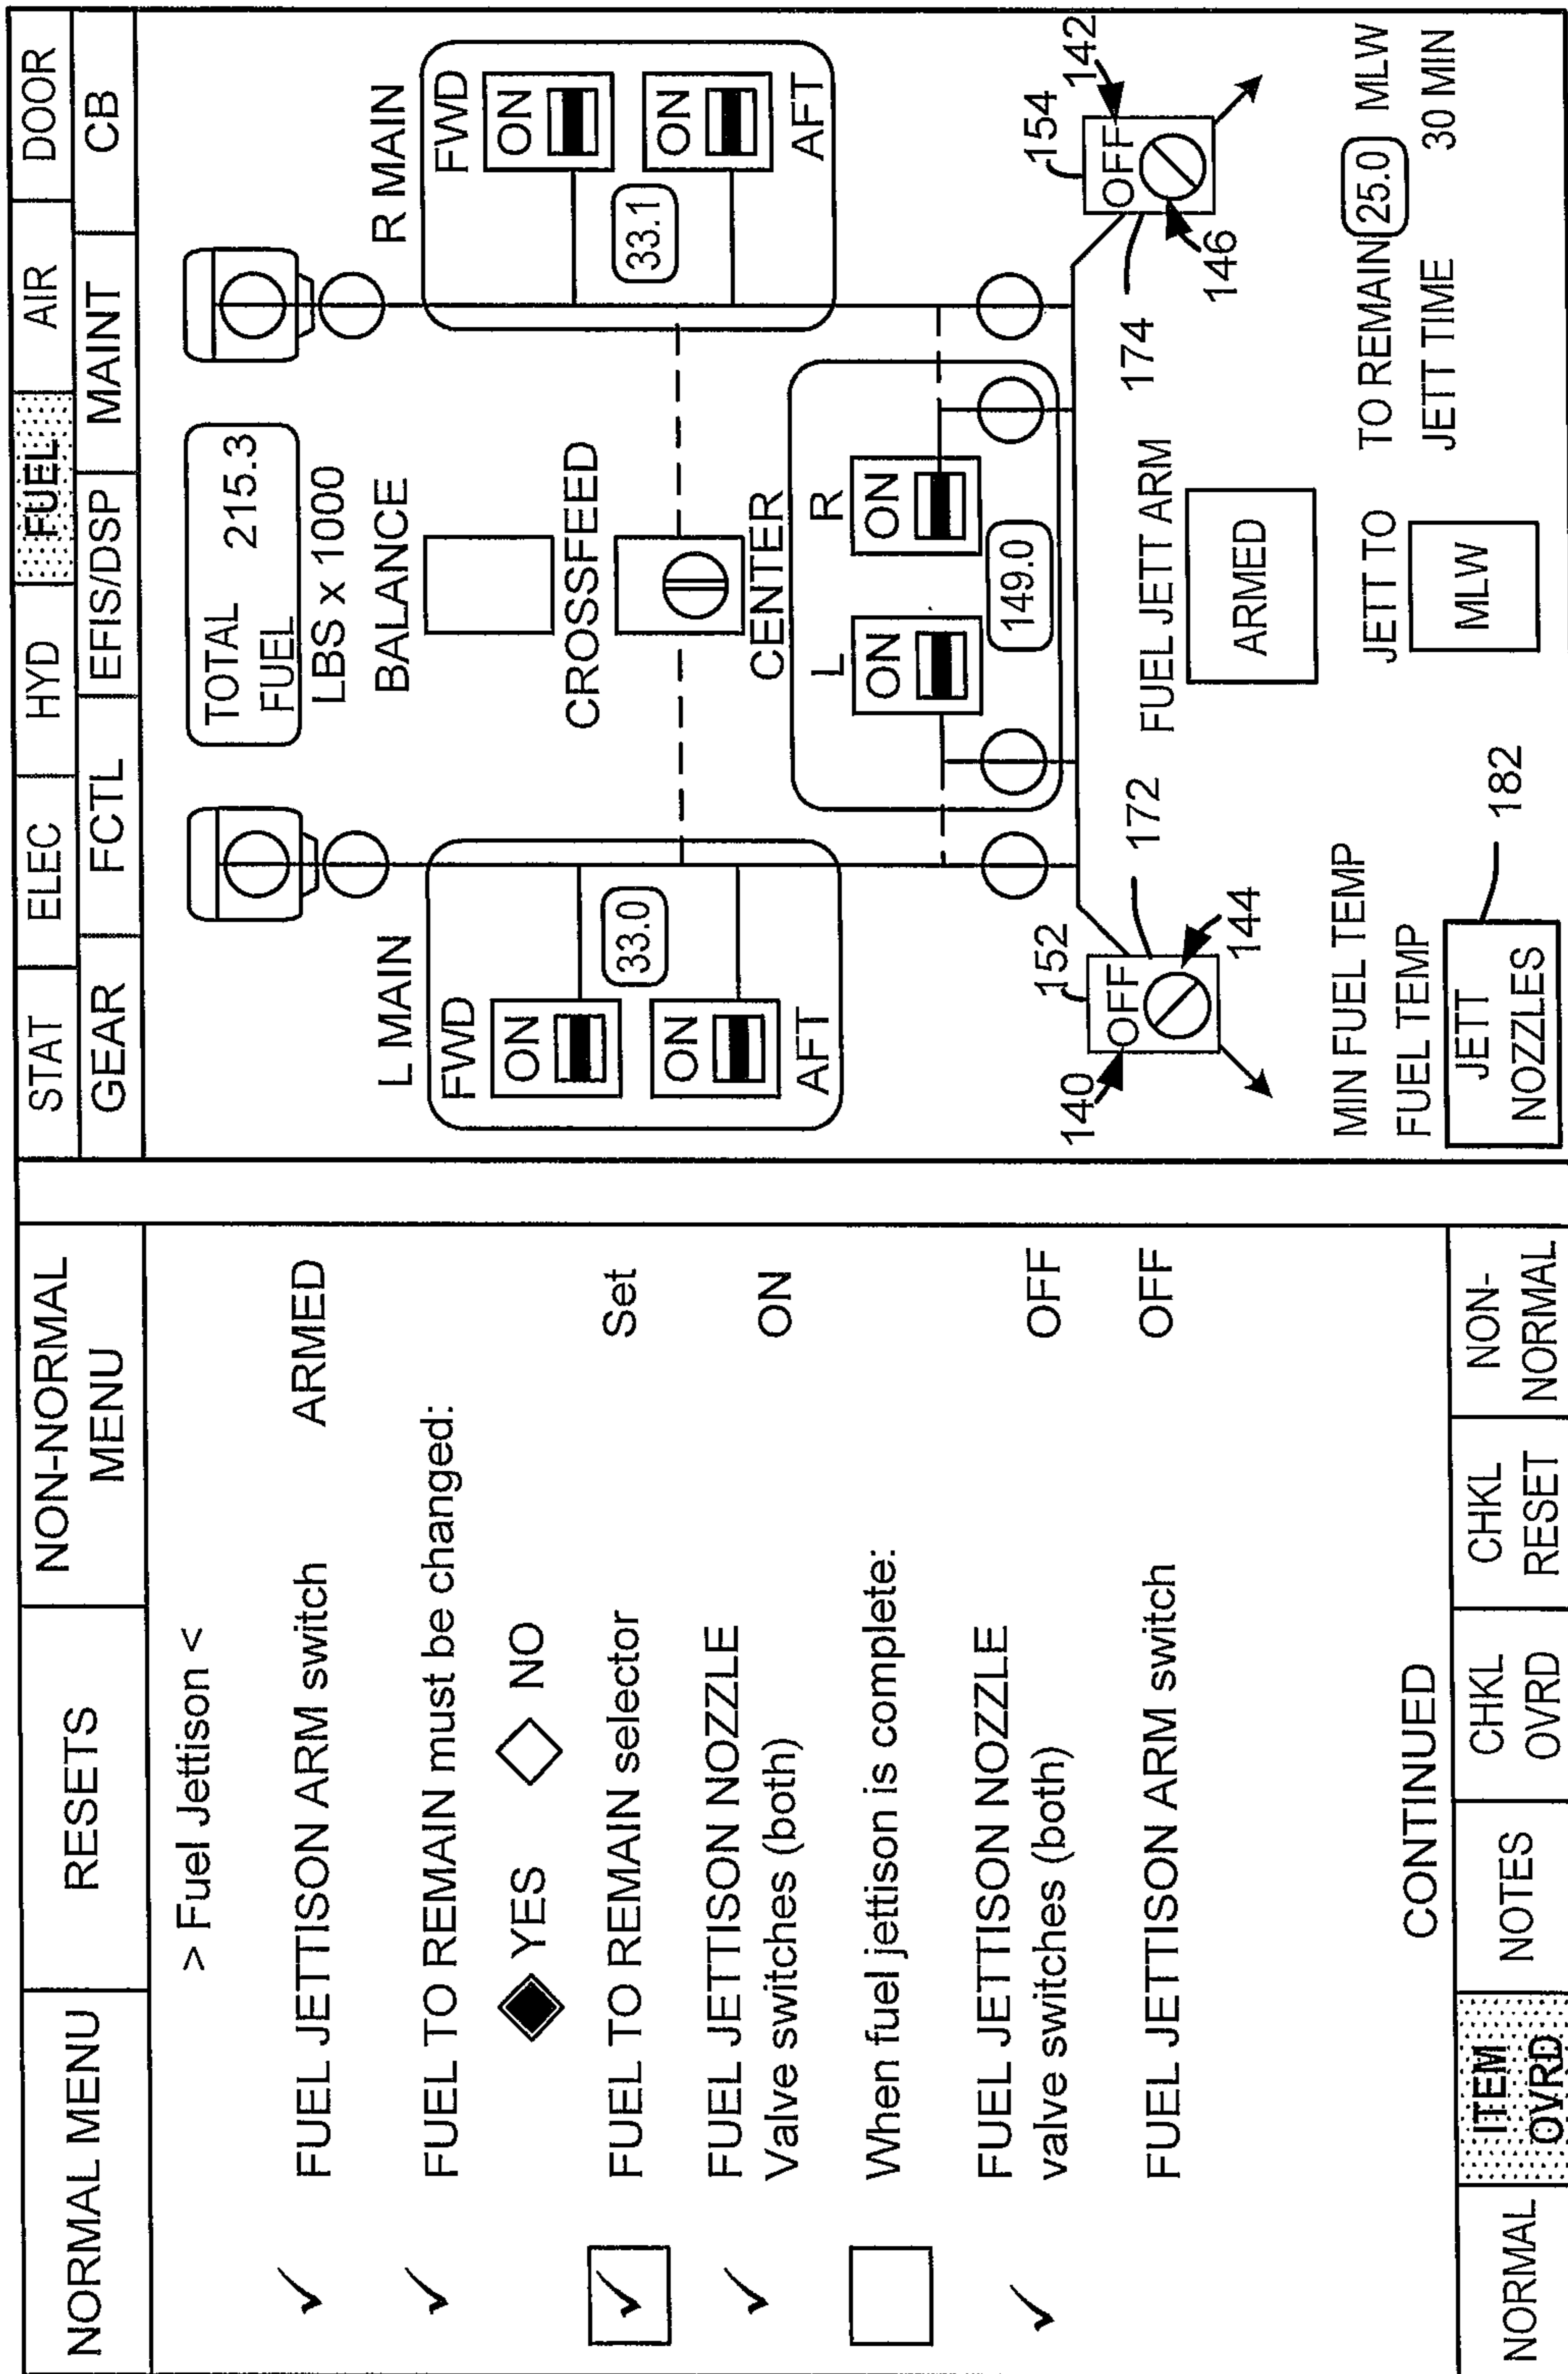 NORMAL MENU
RESETS
NON-NORMAL
MENU
> Fuel Jettison <
✓ FUEL JETTISON ARM switch ARMED
✓ FUEL TO REMAIN must be changed:
YES NO
✓ FUEL TO REMAIN selector Set
✓ FUEL JETTISON NOZZLE ON
Valve switches (both)
When fuel jettison is complete:
FUEL JETTISON NOZZLE OFF
✓ valve switches (both)
FUEL JETTISON ARM switch OFF
CONTINUED
NORMAL
ITEM
OVRD
NOTES
CHKL
OVRD
CHKL
RESET
NON-
NORMAL
STAT ELEC HYD FUEL AIR DOOR
GEAR FCTL EFIS/DSP MAINT CB
TOTAL 215.3
FUEL
LBS x 1000
L MAIN
BALANCE
R MAIN
FWD
ON
33.0
ON
AFT
FWD
ON
33.1
ON
AFT
CROSSFEED
CENTER
L R
ON ON
149.0
140
152
OFF
172
144
154
142
OFF
174
146
FUEL JETT ARM
ARMED
MIN FUEL TEMP
FUEL TEMP
JETT
NOZZLES
182
JETT TO
MLW
TO REMAIN 25.0 MLW
JETT TIME 30 MIN